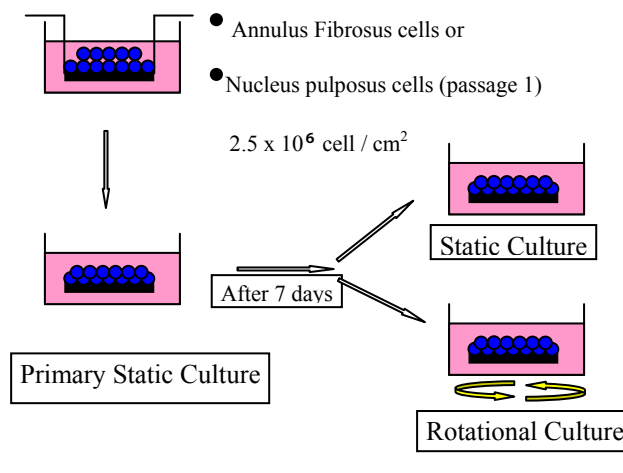 ● Annulus Fibrosus cells or
● Nucleus pulposus cells (passage 1)
2.5 x 10⁶ cell / cm²
Static Culture
After 7 days
Primary Static Culture
Rotational Culture